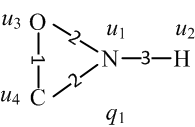 u₃ O 2 u₁ u₂
1 N 3 H
u₄ C 2 q₁